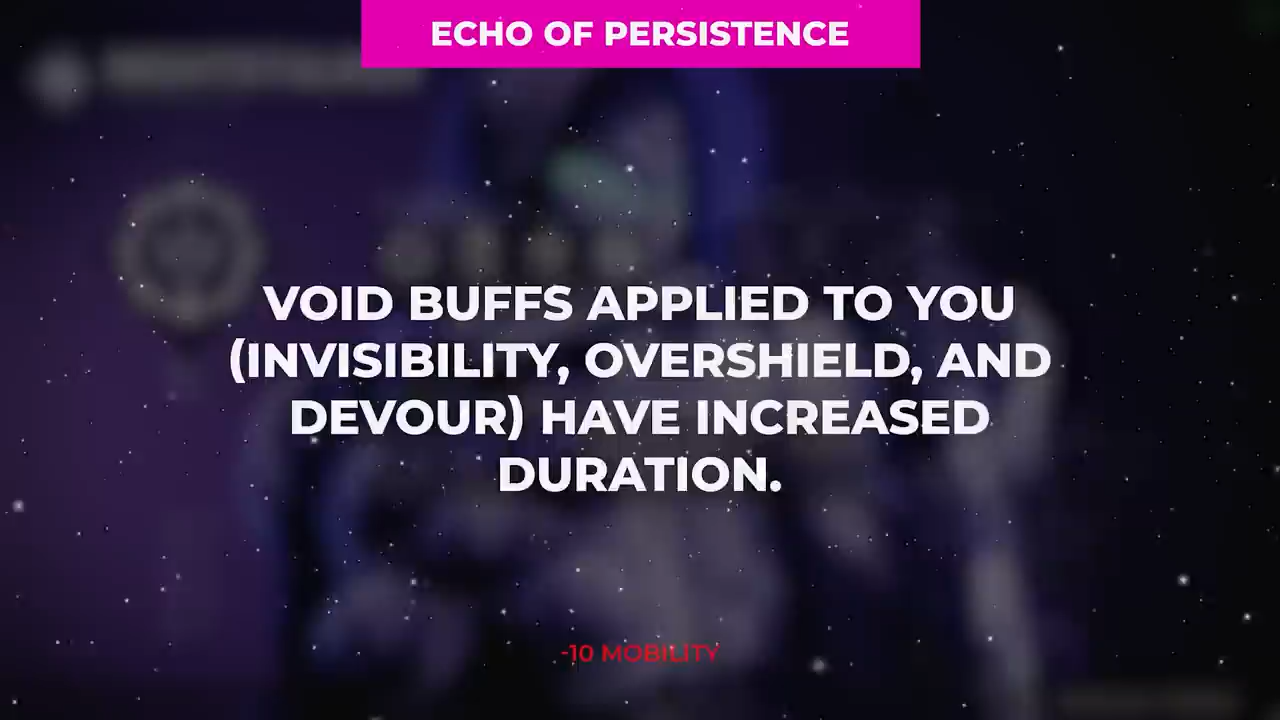 ECHO OF PERSISTENCE
VOID BUFFS APPLIED TO YOU
(INVISIBILITY, OVERSHIELD, AND
DEVOUR) HAVE INCREASED
DURATION.
-10 MOBILITY